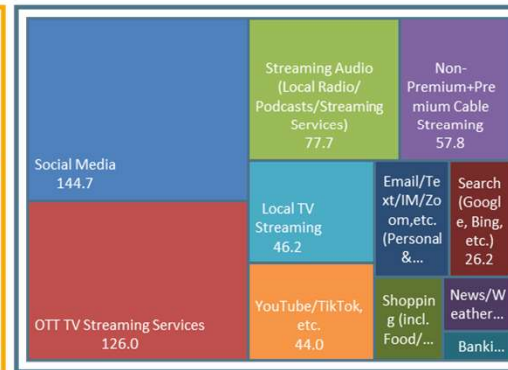 Social Media
144.7
OTT TV Streaming Services
126.0
Streaming Audio
(Local Radio/
Podcasts/Streaming
Services)
77.7
Non-
Premium+Pre
mium Cable
Streaming
57.8
Local TV
Streaming
46.2
YouTube/TikTok,
etc.
44.0
Email/Te
xt/IM/Zo
om,etc.
(Personal
&...
Search
(Googl
e, Bing,
etc.)
26.2
Shoppin
g (incl.
Food/...
News/W
eather...
Banki...